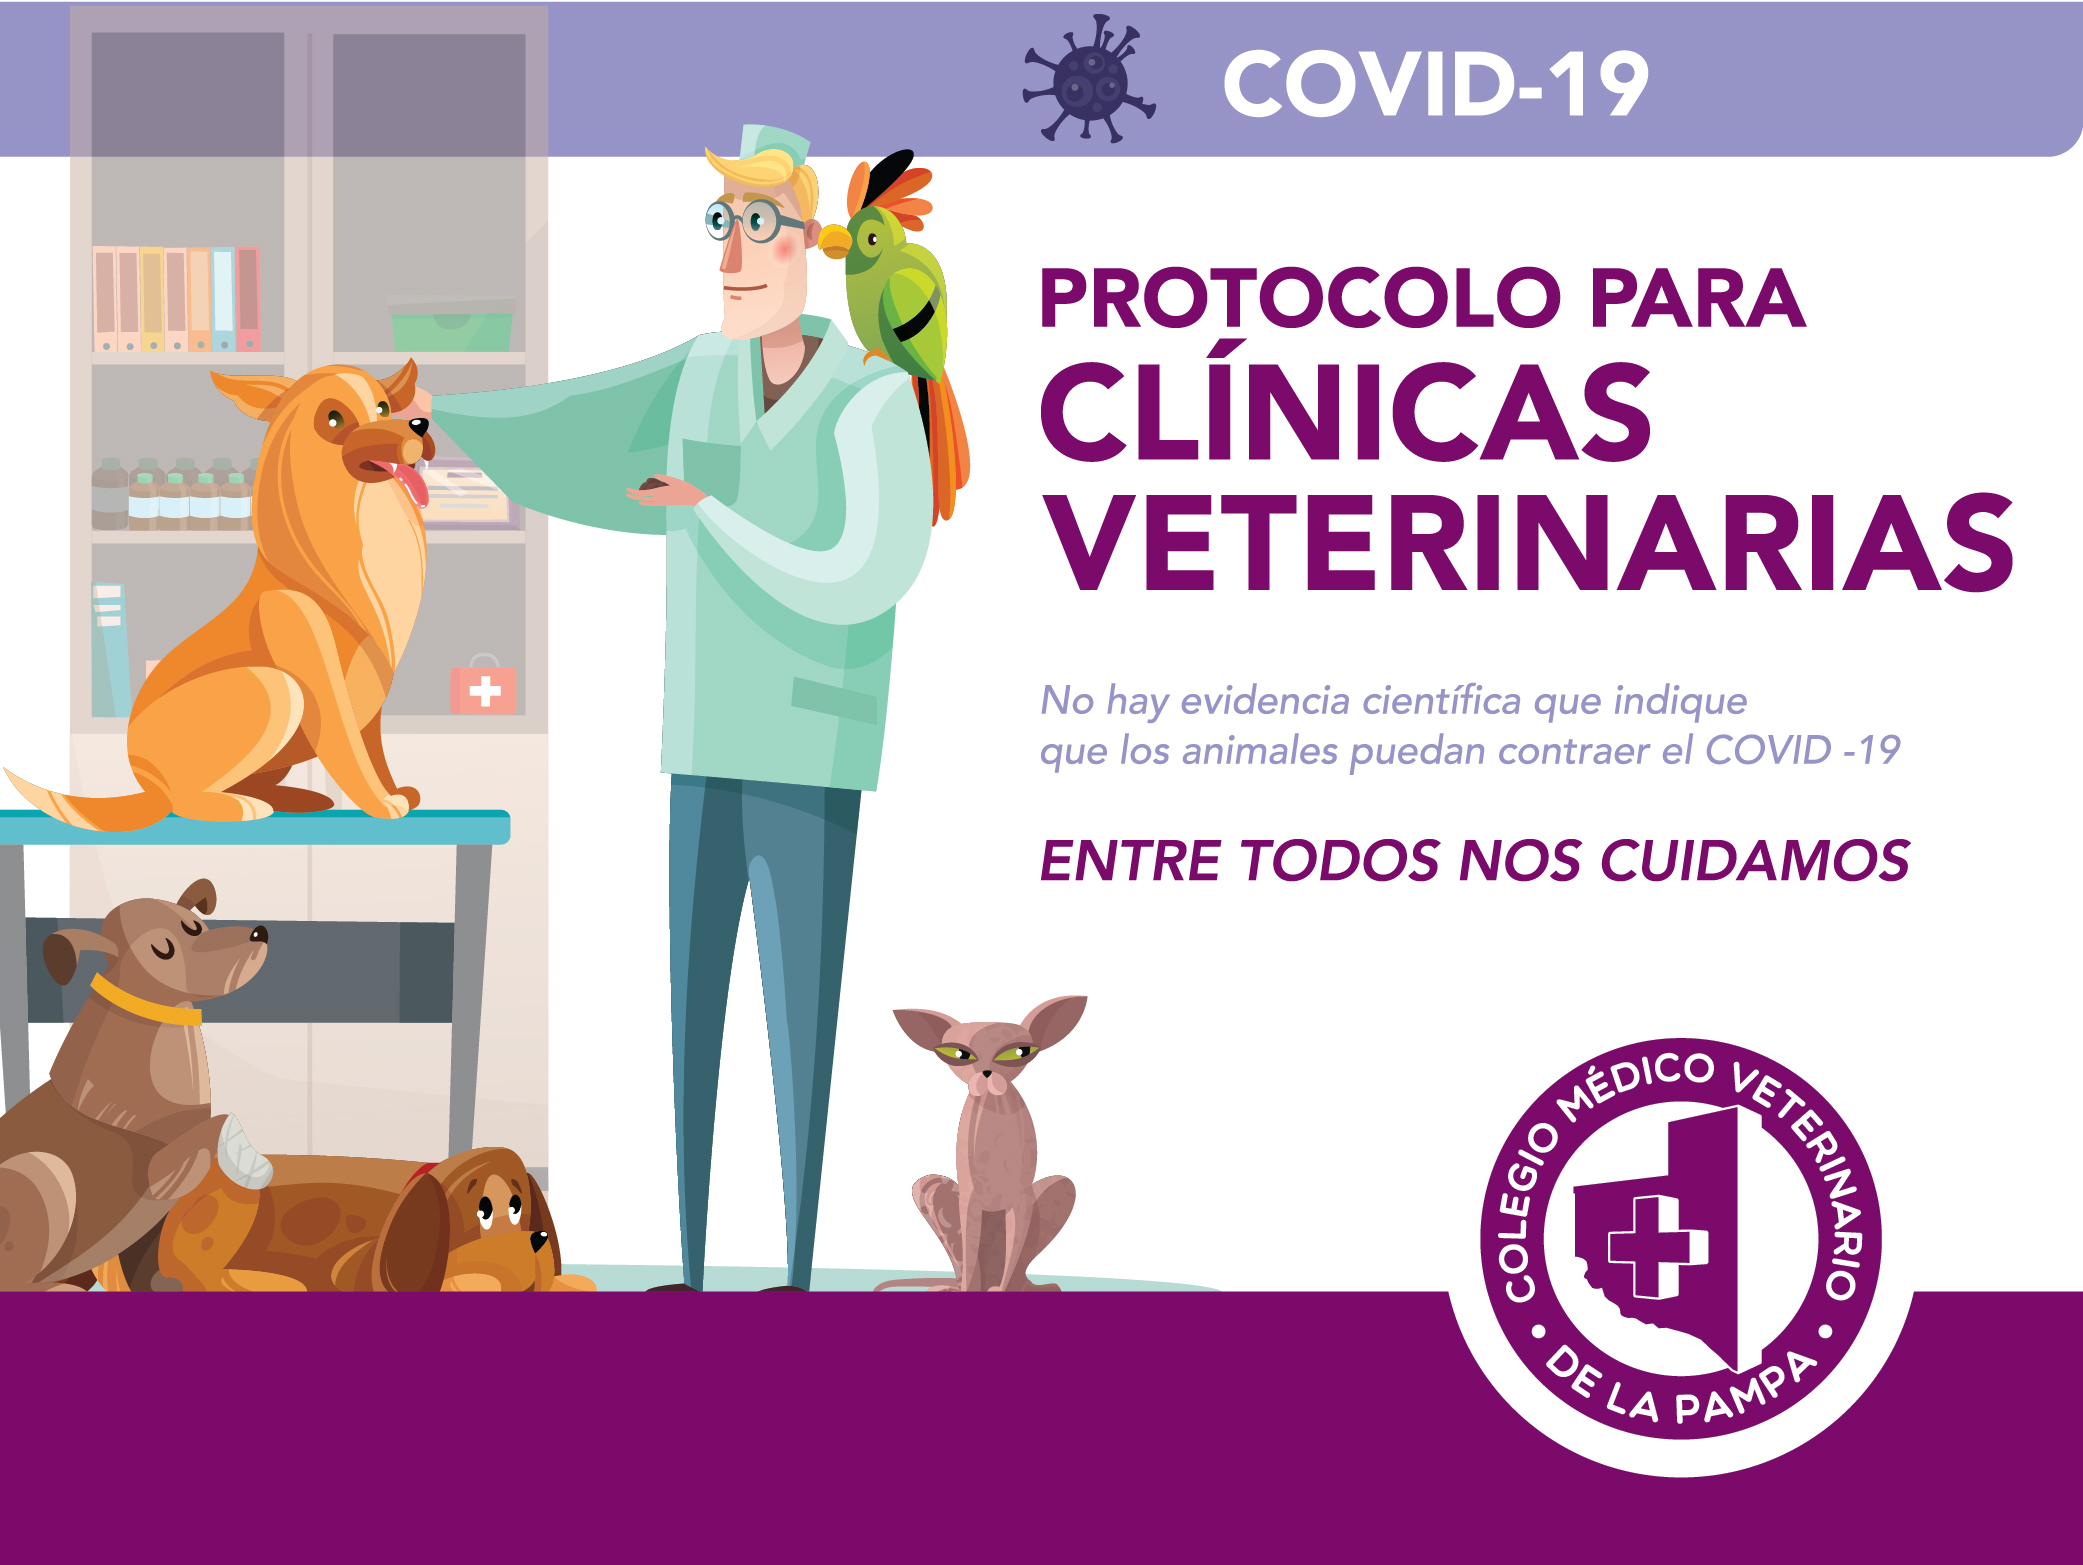 COVID-19
PROTOCOLO PARA
CLÍNICAS
VETERINARIAS
No hay evidencia científica que indique
que los animales puedan contraer el COVID -19
ENTRE TODOS NOS CUIDAMOS
COLEGIO MÉDICO VETERINARIO
• DE LA PAMPA •